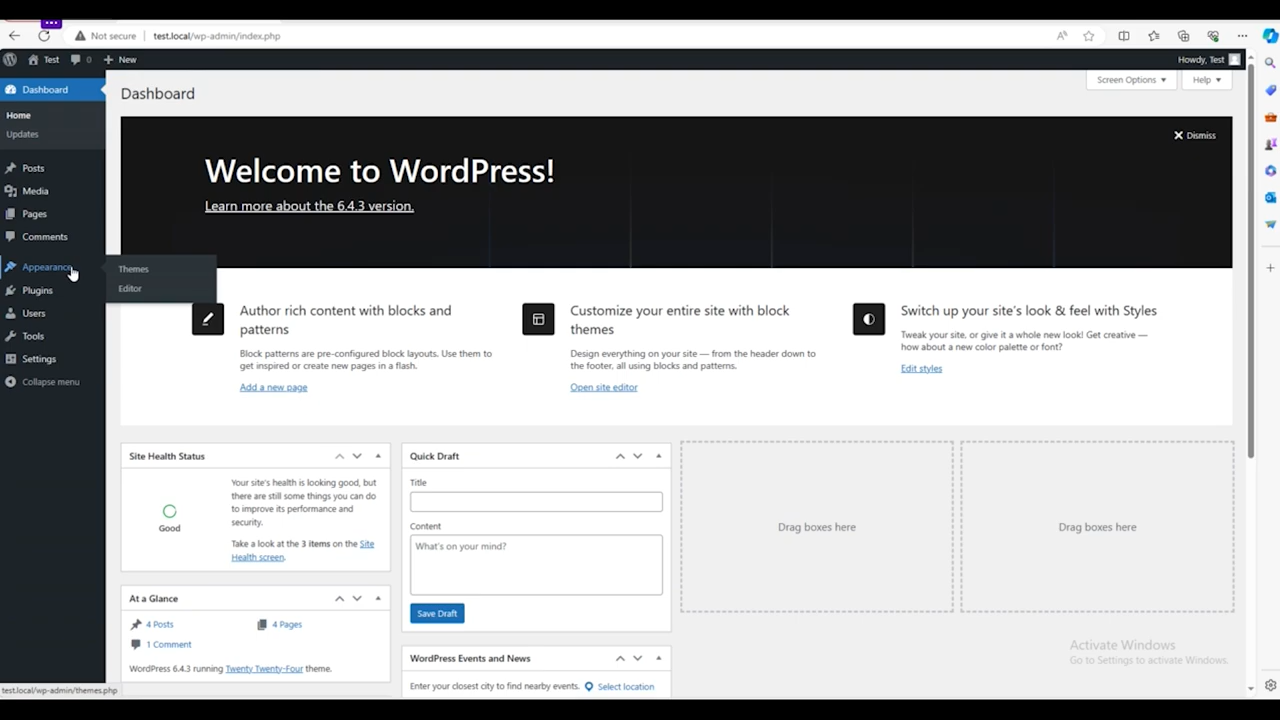 Not secure
test.local/wp-admin/index.php
Test
0
New
Howdy, Test
Dashboard
Home
Updates
Posts
Media
Pages
Comments
Appearance
Themes
Editor
Plugins
Users
Tools
Settings
Collapse menu
Dashboard
Screen Options
Help
Dismiss
Welcome to WordPress!
Learn more about the 6.4.3 version.
Author rich content with blocks and
patterns
Block patterns are pre-configured block layouts. Use them to
get inspired or create new pages in a flash.
Add a new page
Customize your entire site with block
themes
Design everything on your site — from the header down to
the footer, all using blocks and patterns.
Open site editor
Switch up your site's look & feel with Styles
Tweak your site, or give it a whole new look! Get creative —
how about a new color palette or font?
Edit styles
Site Health Status
Good
Your site's health is looking good, but
there are still some things you can do
to improve its performance and
security.
Take a look at the 3 items on the Site
Health screen.
At a Glance
4 Posts
4 Pages
1 Comment
WordPress 6.4.3 running Twenty Twenty-Four theme.
Quick Draft
Title
Content
What's on your mind?
Save Draft
WordPress Events and News
Enter your closest city to find nearby events. Select location
Drag boxes here
Drag boxes here
Activate Windows
Go to Settings to activate Windows.
test.local/wp-admin/themes.php